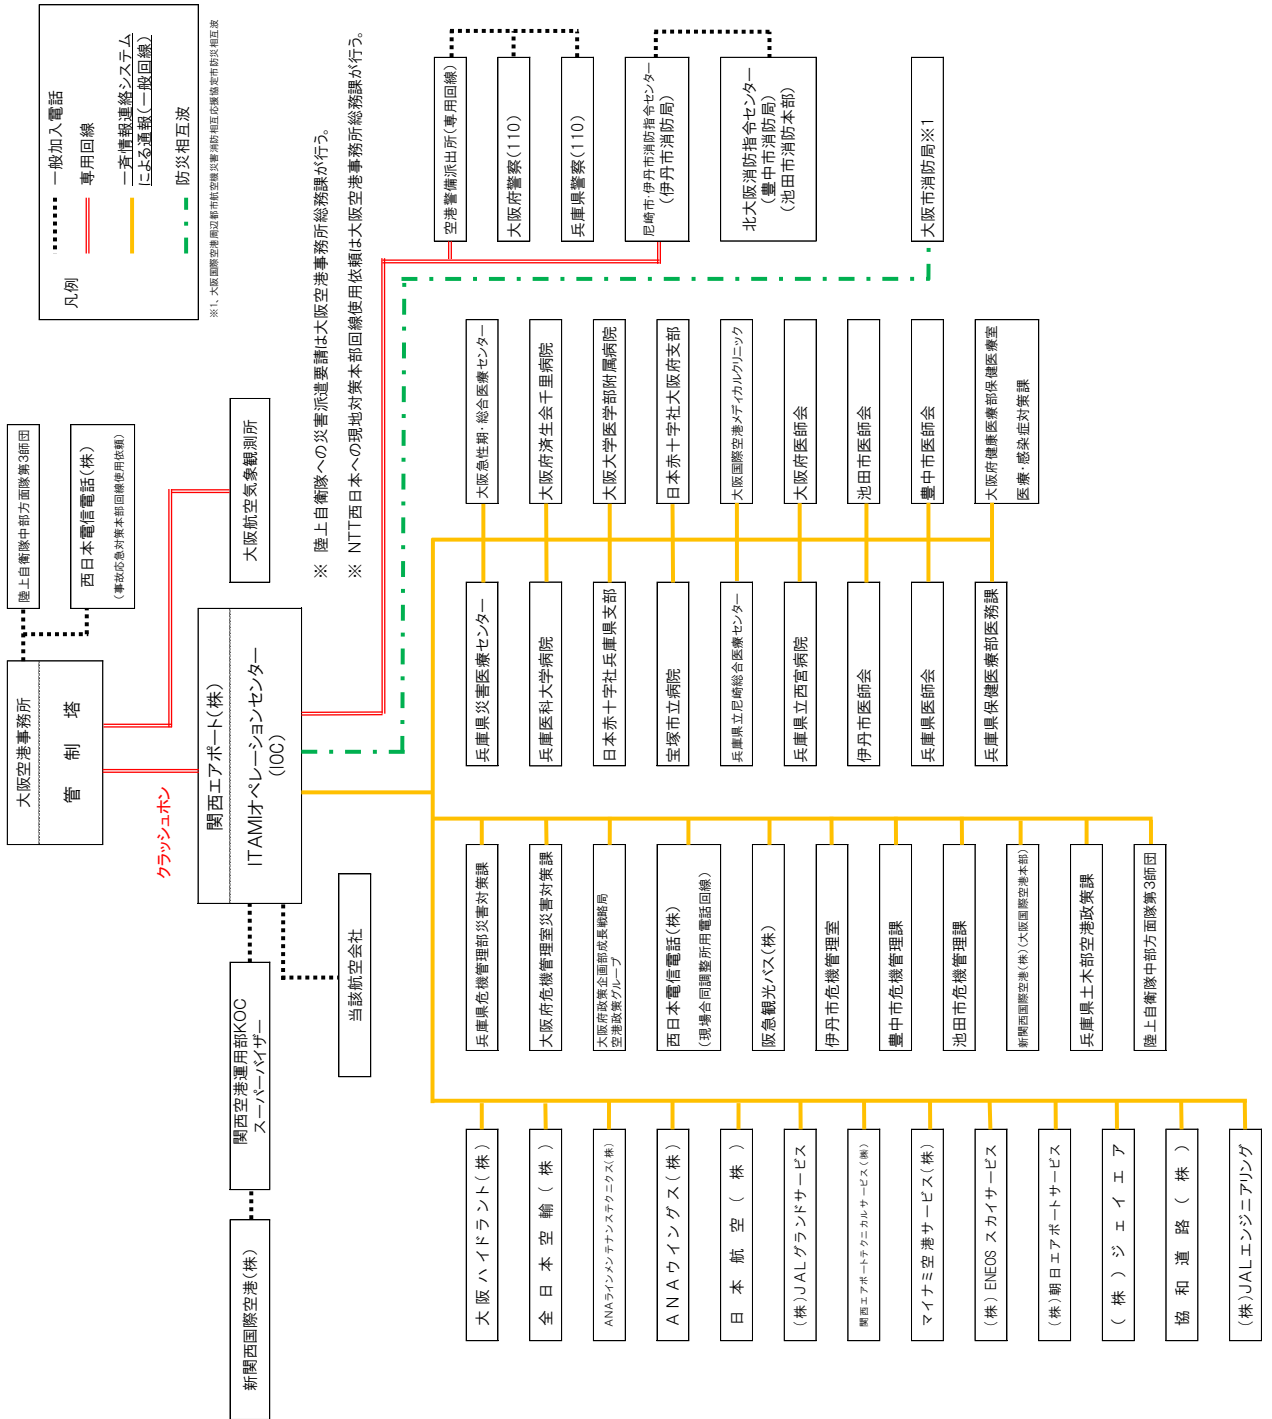 凡例
一般加入電話
専用回線
一斉情報連絡システム
による通報(一般回線)
防災相互波
※1、大阪国際空港周辺都市航空機災害消防相互応援協定市防災相互波
大阪空港事務所
管制塔
陸上自衛隊中部方面隊第3師団
西日本電信電話(株)
(事故応急対策本部回線使用依頼)
大阪航空気象観測所
クラッシュホン
関西エアポート(株)
ITAMIオペレーションセンター
(IOC)
※ 陸上自衛隊への災害派遣要請は大阪空港事務所総務課が行う。
※ NTT西日本への現地対策本部回線使用依頼は大阪空港事務所総務課が行う。
新関西国際空港(株)
関西空港運用部KOC
スーパーバイザー
当該航空会社
空港警備派出所(専用回線)
大阪府警察(110)
兵庫県警察(110)
尼崎市・伊丹市消防指令センター
(伊丹市消防局)
北大阪消防指令センター
(豊中市消防局)
(池田市消防本部)
大阪市消防局※1
大阪急性期・総合医療センター
大阪府済生会千里病院
大阪大学医学部附属病院
日本赤十字社大阪府支部
大阪国際空港メディカルクリニック
大阪府医師会
池田市医師会
豊中市医師会
大阪府健康医療部保健医療室
医療・感染症対策課
兵庫県災害医療センター
兵庫医科大学病院
日本赤十字社兵庫県支部
宝塚市立病院
兵庫県立尼崎総合医療センター
兵庫県立西宮病院
伊丹市医師会
兵庫県医師会
兵庫県保健医療部医務課
兵庫県危機管理部災害対策課
大阪府危機管理室災害対策課
大阪府政策企画部成長戦略局
空港政策グループ
西日本電信電話(株)
(現場合同調整所用電話回線)
阪急観光バス(株)
伊丹市危機管理室
豊中市危機管理課
池田市危機管理課
新関西国際空港(株)(大阪国際空港本部)
兵庫県土木部空港政策課
陸上自衛隊中部方面隊第3師団
大阪ハイドラント(株)
全日本空輸(株)
ANAラインメンテナンステクニクス(株)
ANAウイングス(株)
日本航空(株)
(株)JALグランドサービス
関西エアポートテクニカルサービス(株)
マイナミ空港サービス(株)
(株)ENEOS スカイサービス
(株)朝日エアポートサービス
(株)ジェイエア
協和道路(株)
(株)JALエンジニアリング